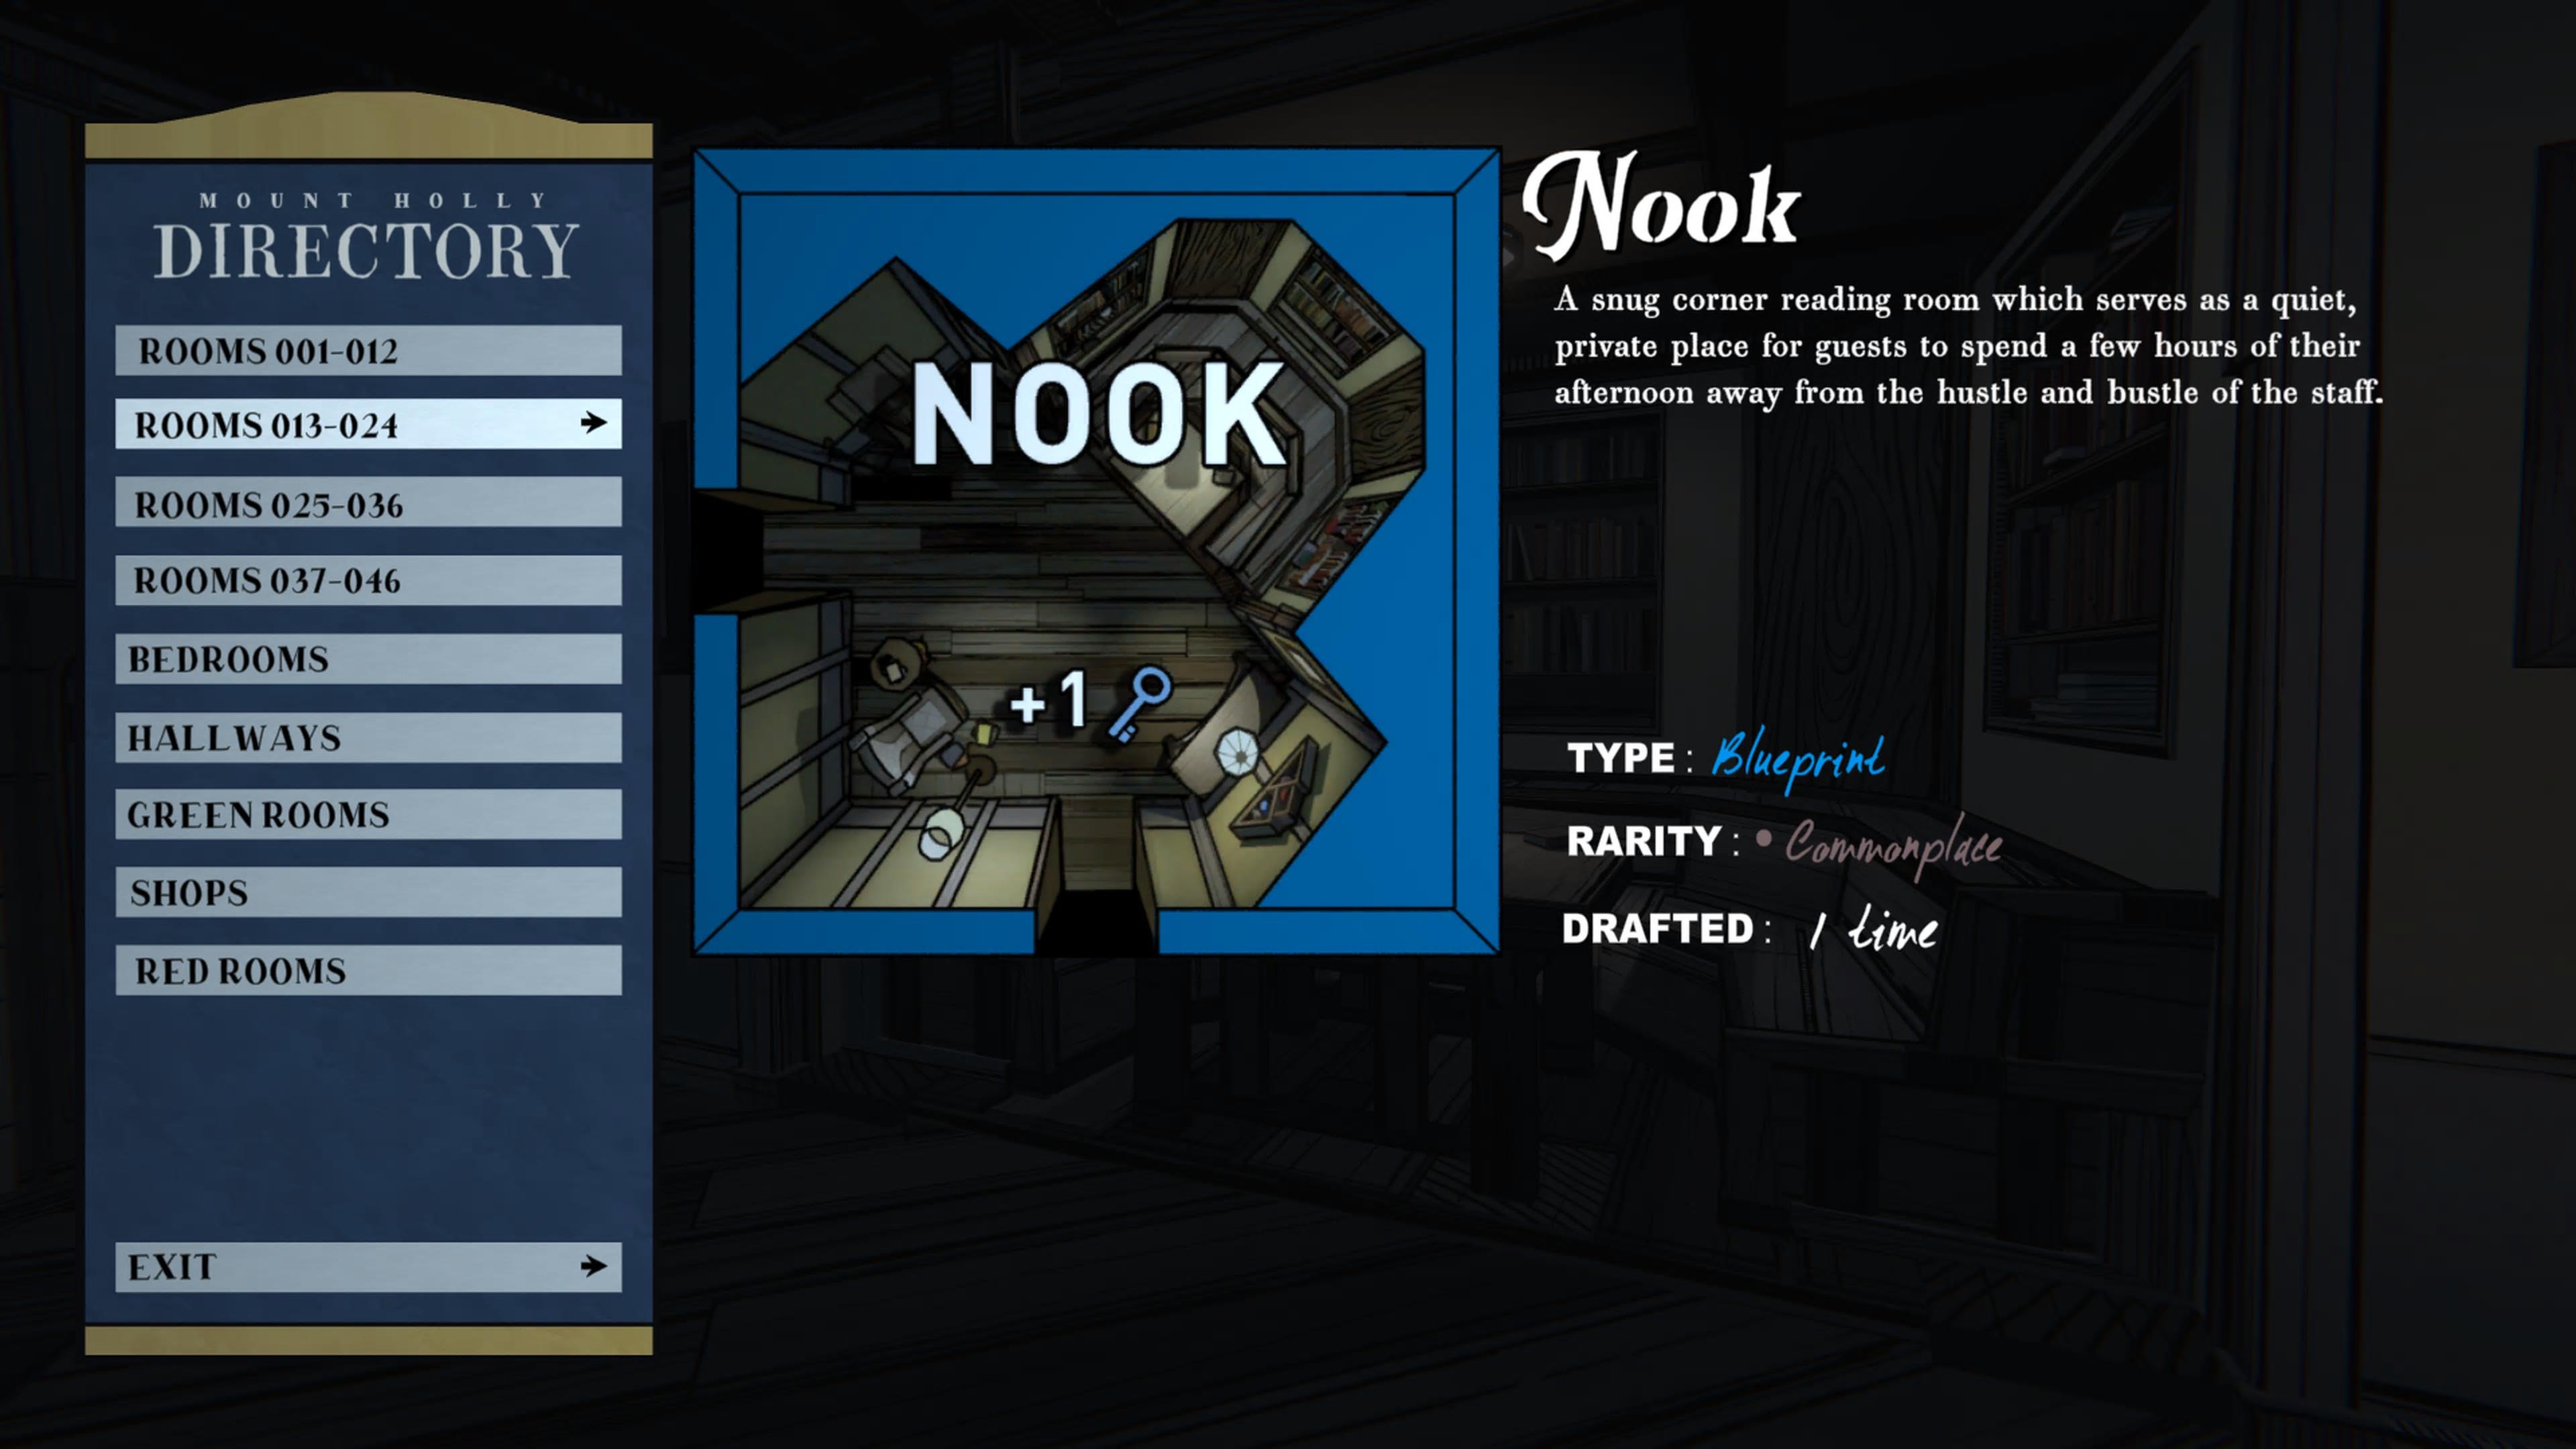 MOUNT HOLLY
DIRECTORY
ROOMS 001-012
ROOMS 013-024
ROOMS 025-036
ROOMS 037-046
BEDROOMS
HALLWAYS
GREEN ROOMS
SHOPS
RED ROOMS
EXIT
NOOK
+1
Nook
A snug corner reading room which serves as a quiet,
private place for guests to spend a few hours of their
afternoon away from the hustle and bustle of the staff.
TYPE : Blueprint
RARITY : • Commonplace
DRAFTED : 1 time